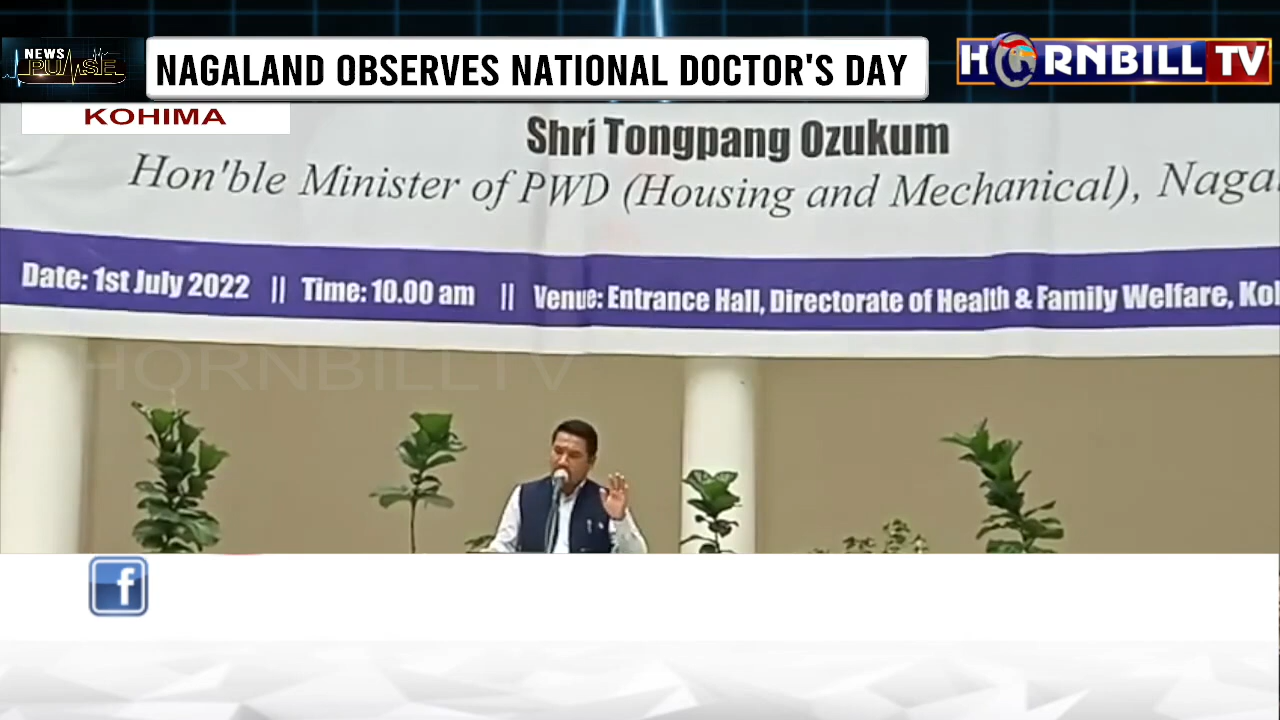 NEWS
PULSE
NAGALAND OBSERVES NATIONAL DOCTOR'S DAY
HORNBILL TV
KOHIMA
Shri Tongpang Ozukum
Hon'ble Minister of PWD (Housing and Mechanical), Naga
Date: 1st July 2022 || Time: 10.00 am || Venue: Entrance Hall, Directorate of Health & Family Welfare, Kol
HORNBILLTV
f